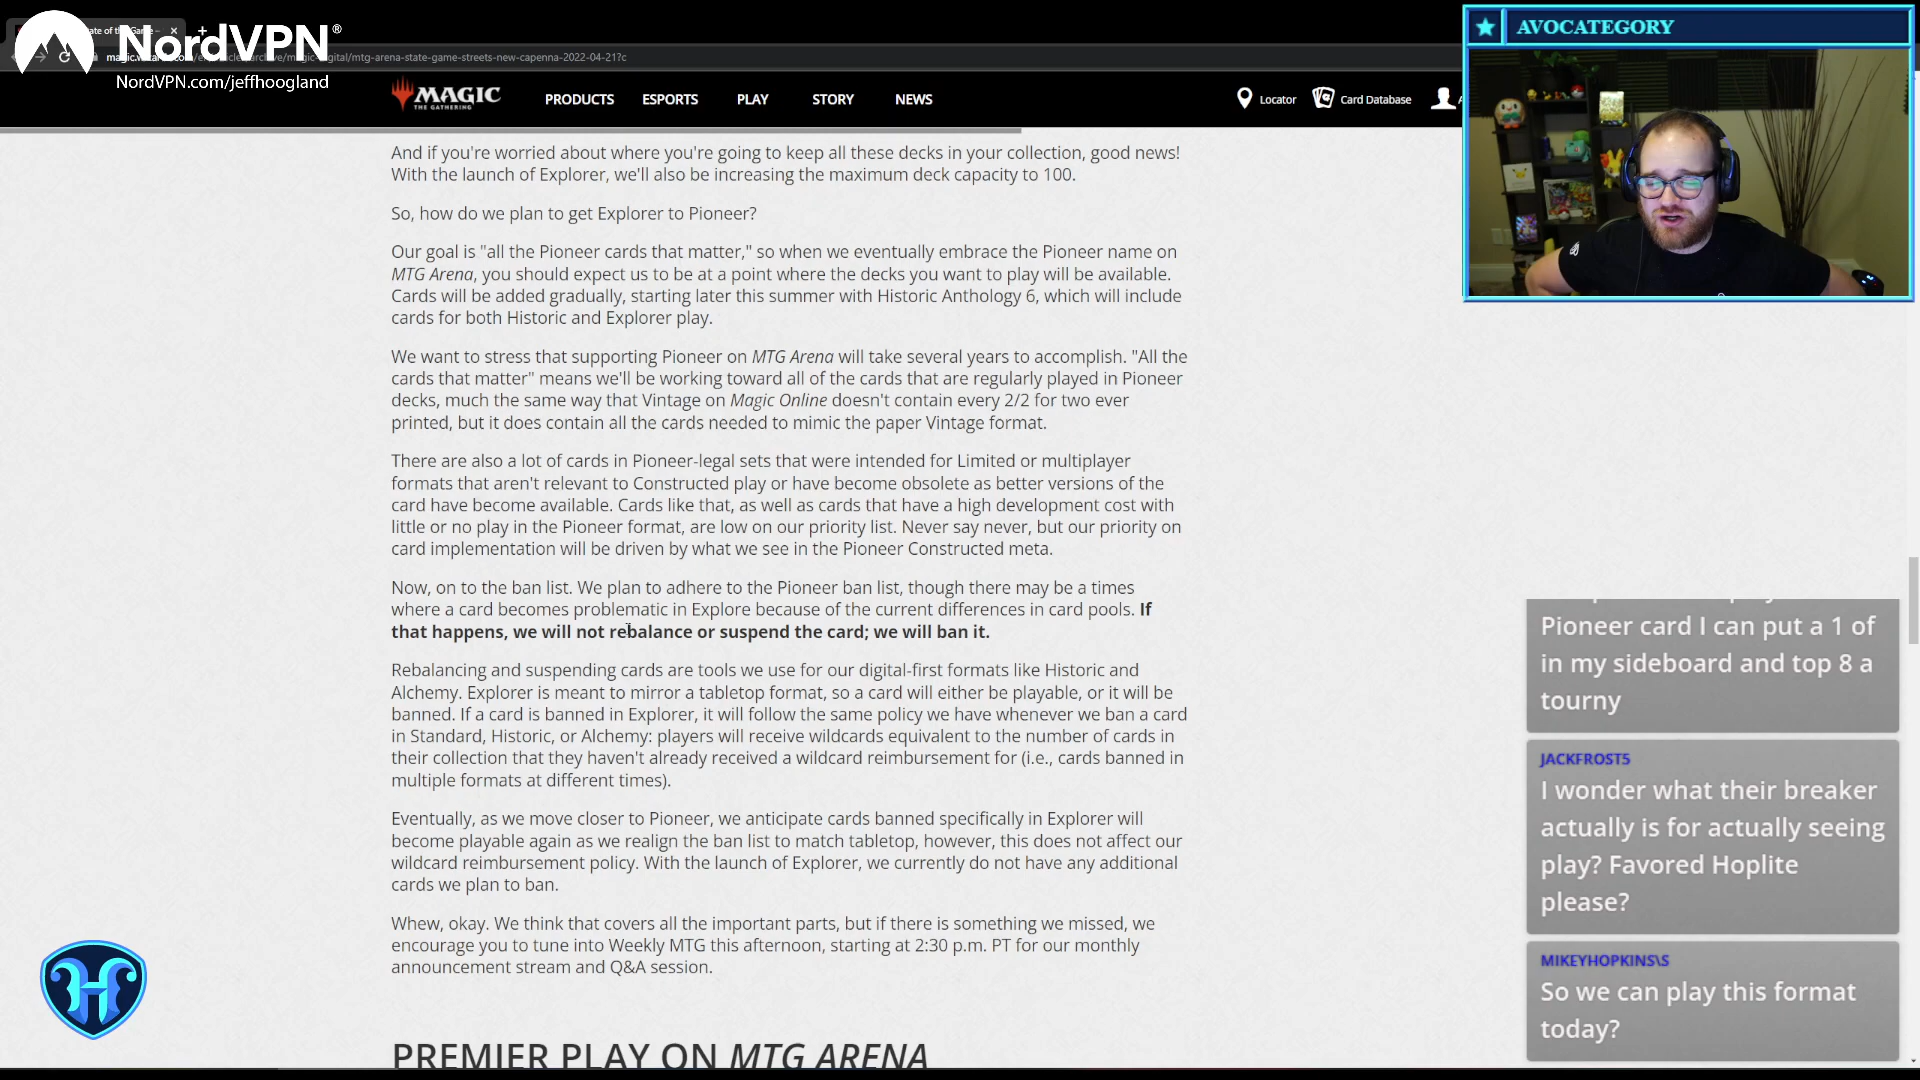 NordVPN®
NordVPN.com/jeffhoogland
MAGIC
THE GATHERING
PRODUCTS
ESPORTS
PLAY
STORY
NEWS
Locator
Card Database
AVOCATEGORY
And if you're worried about where you're going to keep all these decks in your collection, good news!
With the launch of Explorer, we'll also be increasing the maximum deck capacity to 100.
So, how do we plan to get Explorer to Pioneer?
Our goal is "all the Pioneer cards that matter," so when we eventually embrace the Pioneer name on
MTG Arena, you should expect us to be at a point where the decks you want to play will be available.
Cards will be added gradually, starting later this summer with Historic Anthology 6, which will include
cards for both Historic and Explorer play.
We want to stress that supporting Pioneer on MTG Arena will take several years to accomplish. "All the
cards that matter" means we'll be working toward all of the cards that are regularly played in Pioneer
decks, much the same way that Vintage on Magic Online doesn't contain every 2/2 for two ever
printed, but it does contain all the cards needed to mimic the paper Vintage format.
There are also a lot of cards in Pioneer-legal sets that were intended for Limited or multiplayer
formats that aren't relevant to Constructed play or have become obsolete as better versions of the
card have become available. Cards like that, as well as cards that have a high development cost with
little or no play in the Pioneer format, are low on our priority list. Never say never, but our priority on
card implementation will be driven by what we see in the Pioneer Constructed meta.
Now, on to the ban list. We plan to adhere to the Pioneer ban list, though there may be a times
where a card becomes problematic in Explore because of the current differences in card pools. If
that happens, we will not rebalance or suspend the card; we will ban it.
Rebalancing and suspending cards are tools we use for our digital-first formats like Historic and
Alchemy. Explorer is meant to mirror a tabletop format, so a card will either be playable, or it will be
banned. If a card is banned in Explorer, it will follow the same policy we have whenever we ban a card
in Standard, Historic, or Alchemy: players will receive wildcards equivalent to the number of cards in
their collection that they haven't already received a wildcard reimbursement for (i.e., cards banned in
multiple formats at different times).
Eventually, as we move closer to Pioneer, we anticipate cards banned specifically in Explorer will
become playable again as we realign the ban list to match tabletop, however, this does not affect our
wildcard reimbursement policy. With the launch of Explorer, we currently do not have any additional
cards we plan to ban.
Whew, okay. We think that covers all the important parts, but if there is something we missed, we
encourage you to tune into Weekly MTG this afternoon, starting at 2:30 p.m. PT for our monthly
announcement stream and Q&A session.
PREMIER PLAY ON MTG ARENA
Pioneer card I can put a 1 of
in my sideboard and top 8 a
tourny
JACKFROST5
I wonder what their breaker
actually is for actually seeing
play? Favored Hoplite
please?
MIKEYHOPKINS\S
So we can play this format
today?